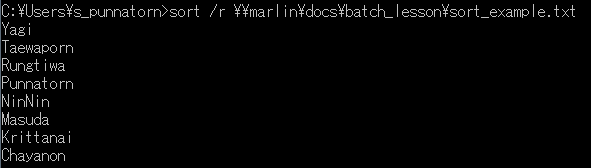 C:¥Users¥s_punnatorn>sort /r ¥¥marlin¥docs¥batch_lesson¥sort_example.txt
Yagi
Taewaporn
Rungtiwa
Punnatorn
NinNin
Masuda
Krittanai
Chayanon